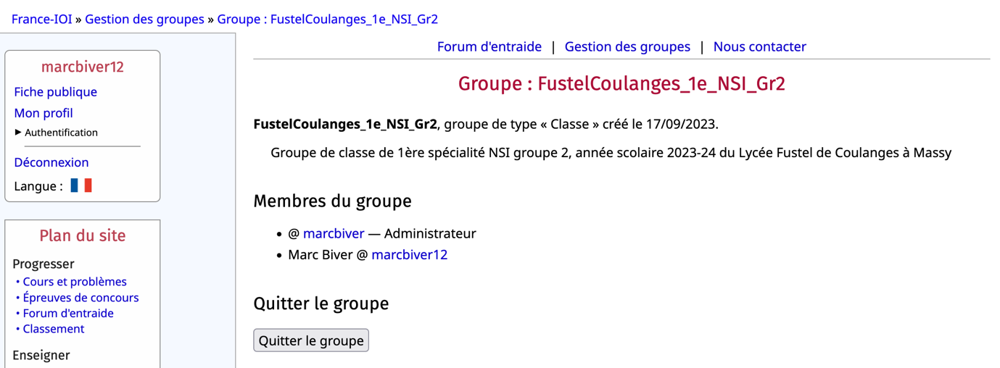 France-IOI » Gestion des groupes » Groupe : FustelCoulanges_1e_NSI_Gr2
marcbiver12
Fiche publique
Mon profil
► Authentification
Déconnexion
Langue :
Plan du site
Progresser
• Cours et problèmes
• Épreuves de concours
• Forum d'entraide
• Classement
Enseigner
Forum d'entraide | Gestion des groupes | Nous contacter
Groupe : FustelCoulanges_1e_NSI_Gr2
FustelCoulanges_1e_NSI_Gr2, groupe de type « Classe » créé le 17/09/2023.
Groupe de classe de 1ère spécialité NSI groupe 2, année scolaire 2023-24 du Lycée Fustel de Coulanges à Massy
Membres du groupe
• @ marcbiver — Administrateur
• Marc Biver @ marcbiver12
Quitter le groupe
Quitter le groupe